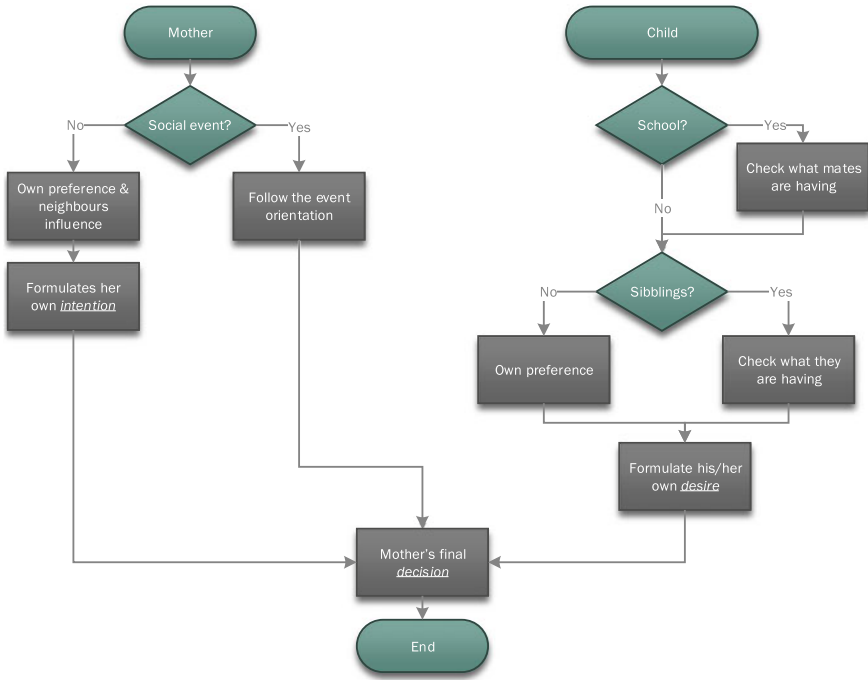 Mother
Social event?
No
Yes
Own preference &
neighbours
influence
Follow the event
orientation
Formulates her
own intention
Child
School?
Yes
Check what mates
are having
No
Sibblings?
No
Yes
Own preference
Check what they
are having
Formulate his/her
own desire
Mother's final
decision
End